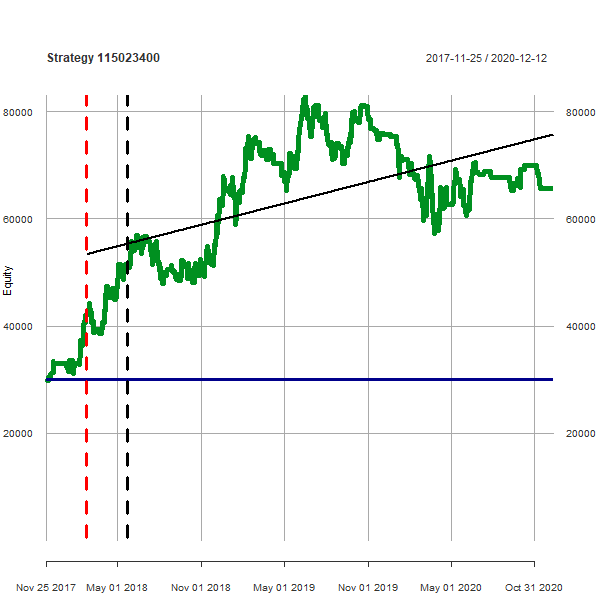 Strategy 115023400
2017-11-25 / 2020-12-12
80000
80000
60000
60000
Equity
40000
40000
20000
20000
Nov 25 2017
May 01 2018
Nov 01 2018
May 01 2019
Nov 01 2019
May 01 2020
Oct 31 2020